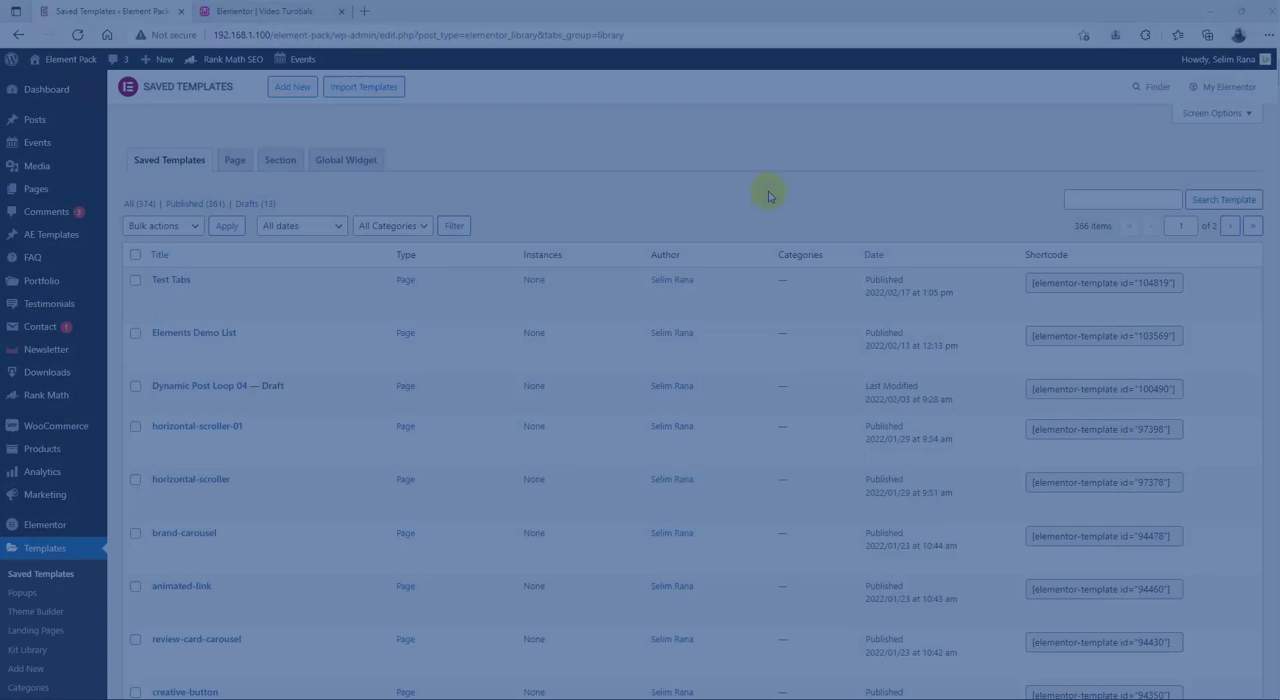 Saved Templates ‹ Element Pack
Elementor | Video Turotials
Not secure 192.168.1.100/element-pack/wp-admin/edit.php?post_type=elementor_library&tabs_group=library
Element Pack 3 New Rank Math SEO Events Howdy, Selim Rana
Dashboard
Posts
Events
Media
Pages
Comments 3
AE Templates
FAQ
Portfolio
Testimonials
Contact 1
Newsletter
Downloads
Rank Math
WooCommerce
Products
Analytics
Marketing
Elementor
Templates
Saved Templates
Popups
Theme Builder
Landing Pages
Kit Library
Add New
Categories
SAVED TEMPLATES Add New Import Templates Finder My Elementor
Screen Options
Saved Templates Page Section Global Widget
All (374) | Published (361) | Drafts (13) Search Template
Bulk actions Apply All dates All Categories Filter 366 items « ‹ 1 of 2 › »
Title Type Instances Author Categories Date Shortcode
Test Tabs Page None Selim Rana — Published [elementor-template id="104819"]
2022/02/17 at 1:05 pm
Elements Demo List Page None Selim Rana — Published [elementor-template id="103569"]
2022/02/13 at 12:13 pm
Dynamic Post Loop 04 — Draft Page None Selim Rana — Last Modified [elementor-template id="100490"]
2022/02/03 at 9:28 am
horizontal-scroller-01 Page None Selim Rana — Published [elementor-template id="97398"]
2022/01/29 at 9:54 am
horizontal-scroller Page None Selim Rana — Published [elementor-template id="97378"]
2022/01/29 at 9:51 am
brand-carousel Page None Selim Rana — Published [elementor-template id="94478"]
2022/01/23 at 10:44 am
animated-link Page None Selim Rana — Published [elementor-template id="94460"]
2022/01/23 at 10:43 am
review-card-carousel Page None Selim Rana — Published [elementor-template id="94430"]
2022/01/23 at 10:42 am
creative-button Page None Selim Rana — Published [elementor-template id="94350"]